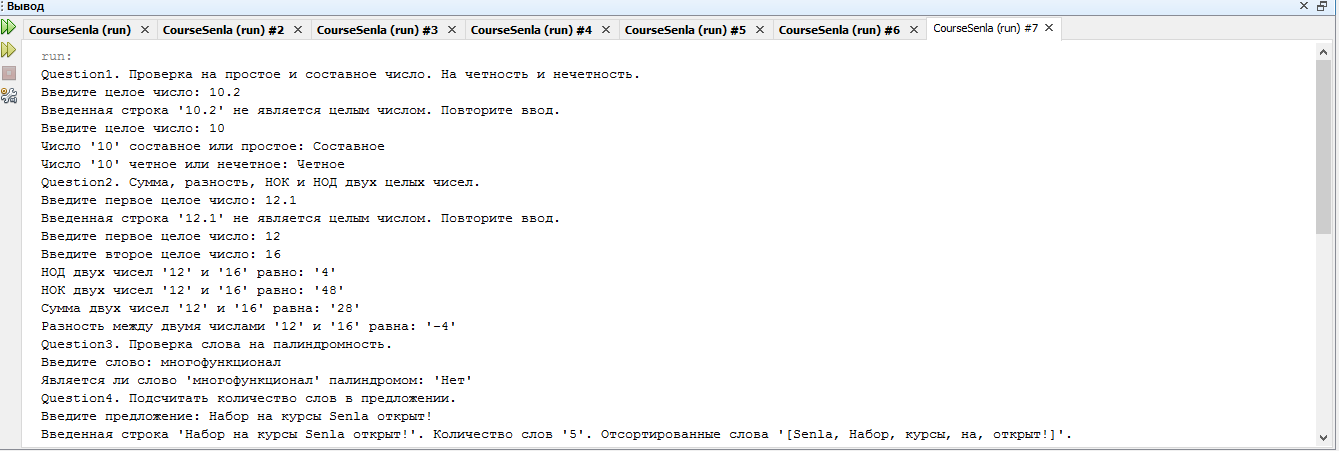 Вывод
CourseSenla (run) CourseSenla (run) #2 CourseSenla (run) #3 CourseSenla (run) #4 CourseSenla (run) #5 CourseSenla (run) #6 CourseSenla (run) #7
run:
Question1. Проверка на простое и составное число. На четность и нечетность.
Введите целое число: 10.2
Введенная строка '10.2' не является целым числом. Повторите ввод.
Введите целое число: 10
Число '10' составное или простое: Составное
Число '10' четное или нечетное: Четное
Question2. Сумма, разность, НОК и НОД двух целых чисел.
Введите первое целое число: 12.1
Введенная строка '12.1' не является целым числом. Повторите ввод.
Введите первое целое число: 12
Введите второе целое число: 16
НОД двух чисел '12' и '16' равно: '4'
НОК двух чисел '12' и '16' равно: '48'
Сумма двух чисел '12' и '16' равна: '28'
Разность между двумя числами '12' и '16' равна: '-4'
Question3. Проверка слова на палиндромность.
Введите слово: многофункционал
Является ли слово 'многофункционал' палиндромом: 'Нет'
Question4. Подсчитать количество слов в предложении.
Введите предложение: Набор на курсы Senla открыт!
Введенная строка 'Набор на курсы Senla открыт!'. Количество слов '5'. Отсортированные слова '[Senla, Набор, курсы, на, открыт!]'.